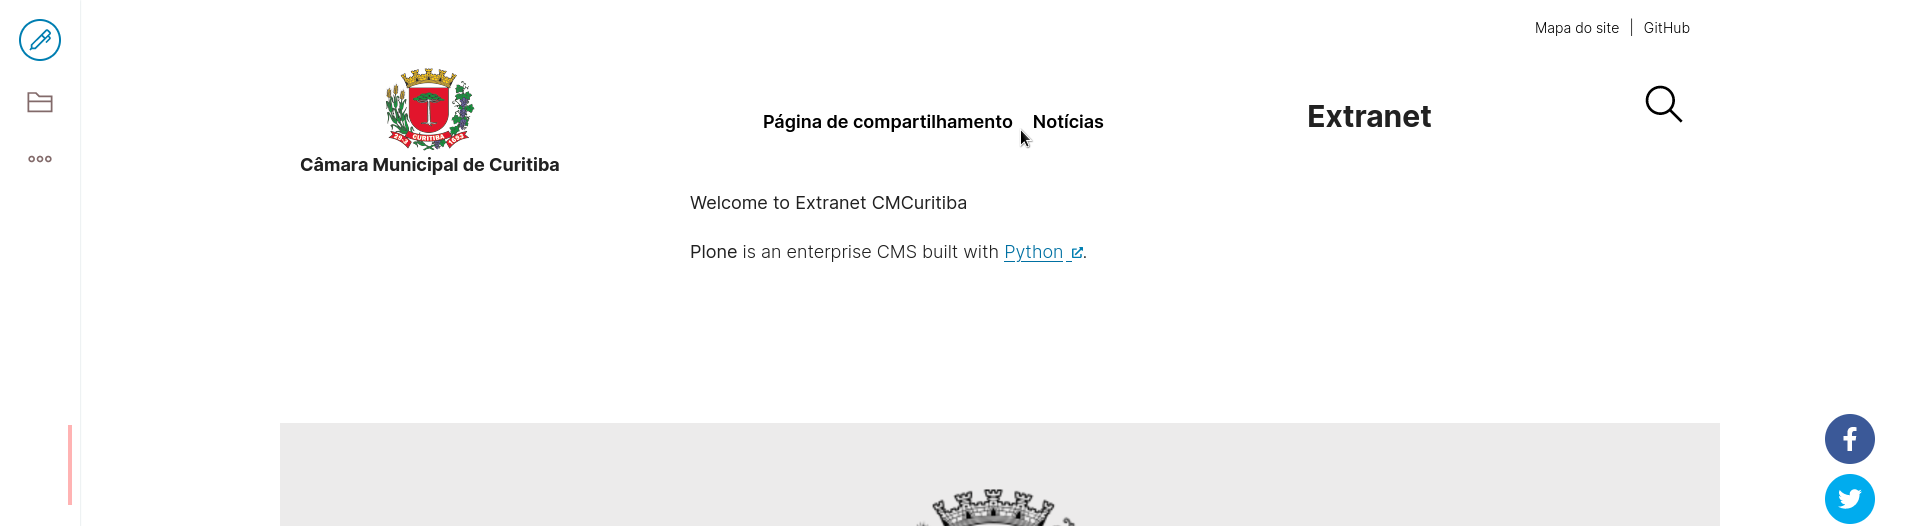 Mapa do site | GitHub
CURITIBA
Câmara Municipal de Curitiba
Página de compartilhamento Notícias
Extranet
Welcome to Extranet CMCuritiba
Plone is an enterprise CMS built with Python.